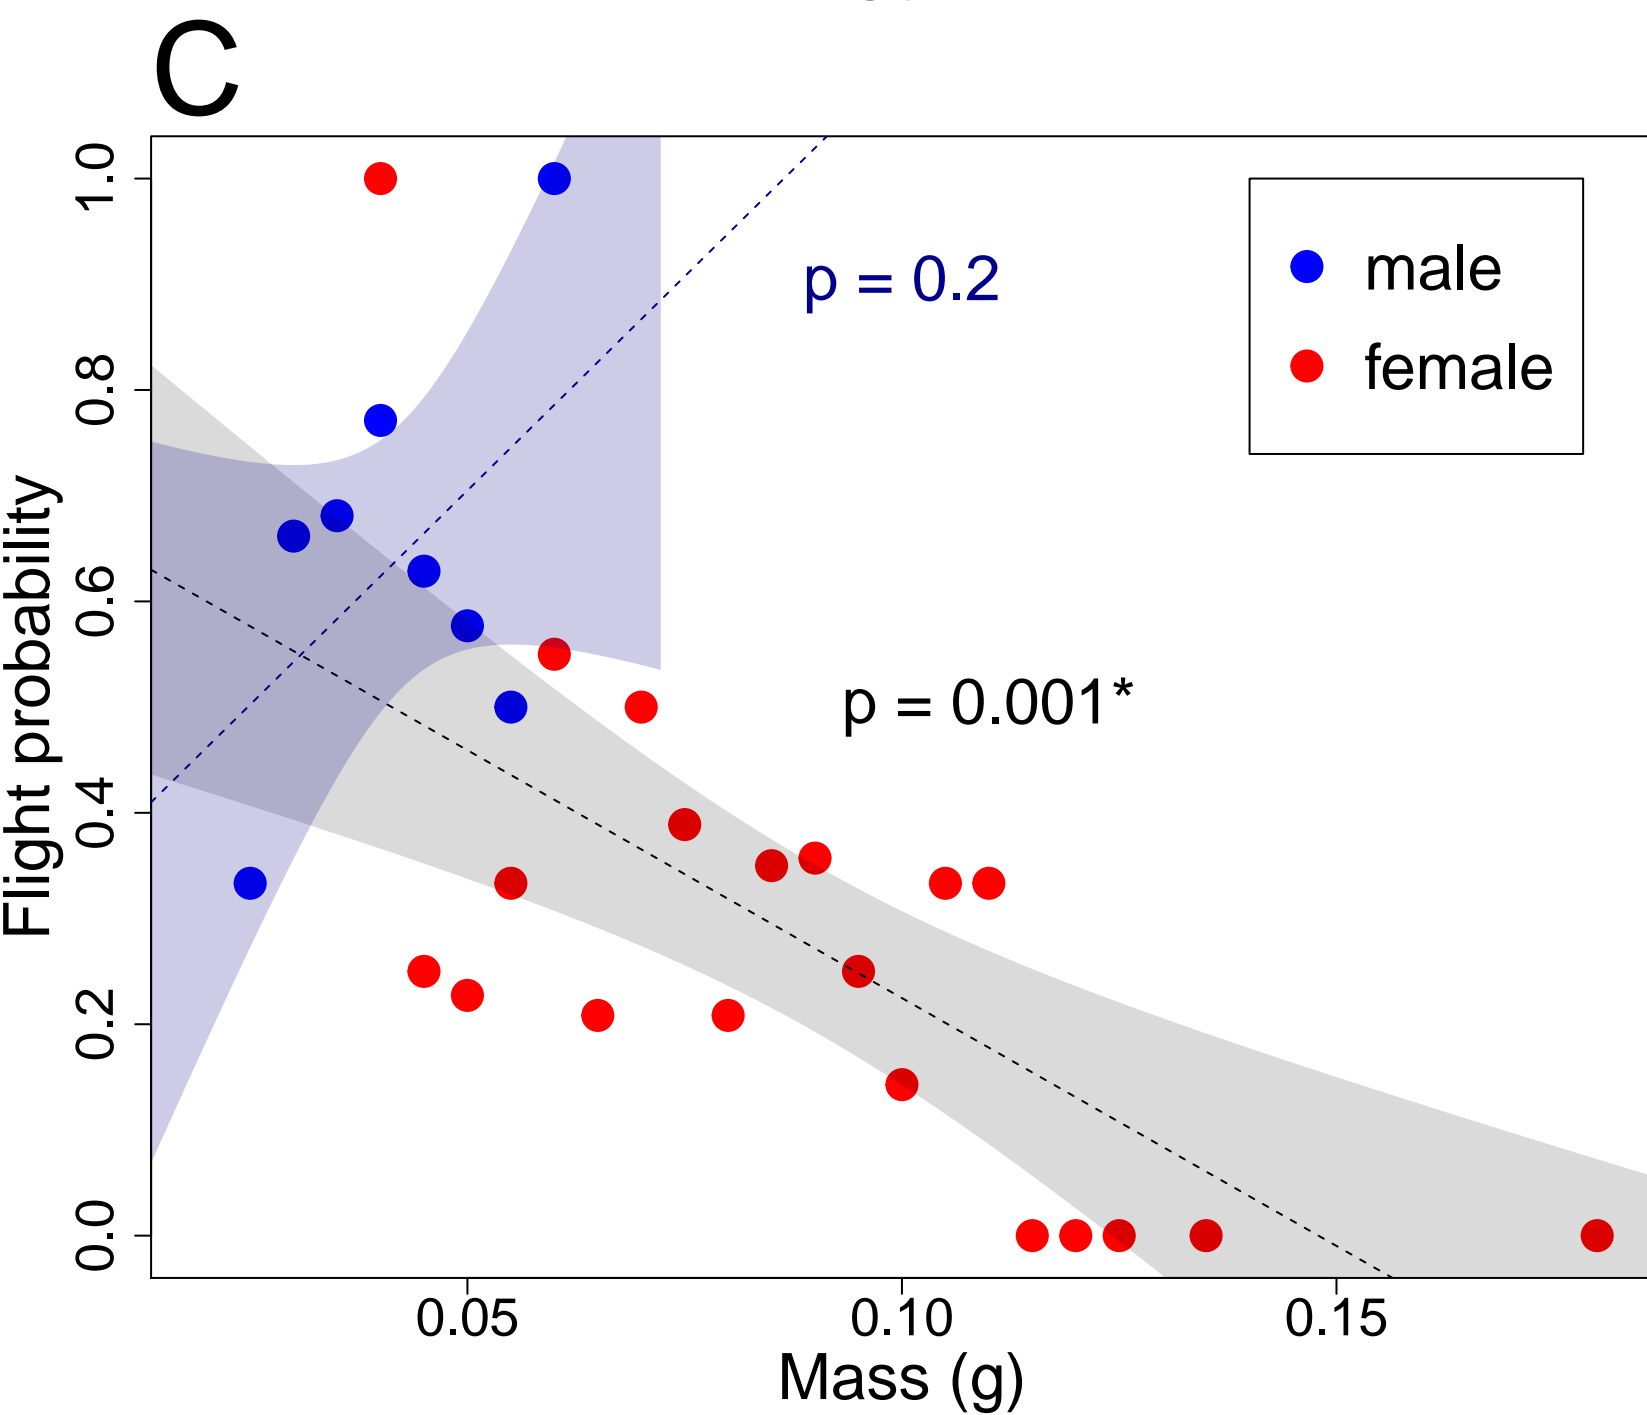 C
1.0
0.8
0.6
0.4
0.2
0.0
Flight probability
p = 0.2
p = 0.001*
male
female
0.05
0.10
0.15
Mass (g)